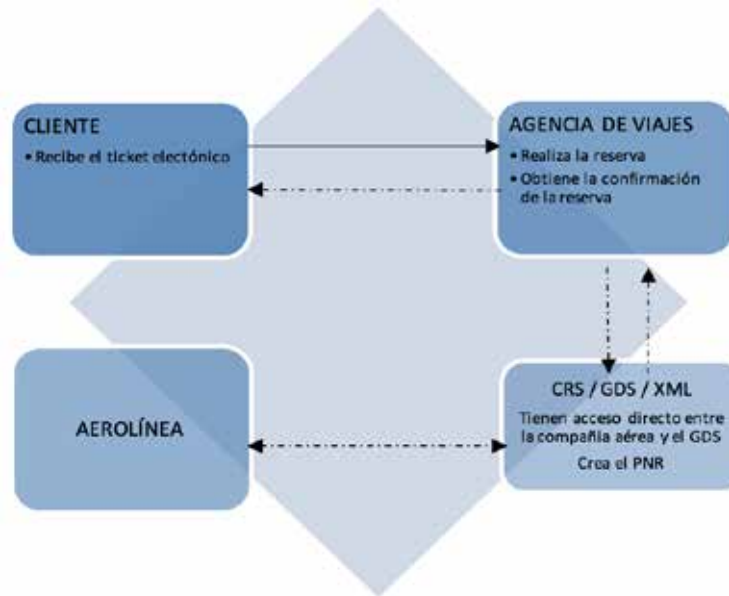 CLIENTE
• Recibe el ticket electónico
AGENCIA DE VIAJES
• Realiza la reserva
• Obtiene la confirmación
de la reserva
AEROLÍNEA
CRS / GDS / XML
Tienen acceso directo entre
la compañia aérea y el GDS
Crea el PNR